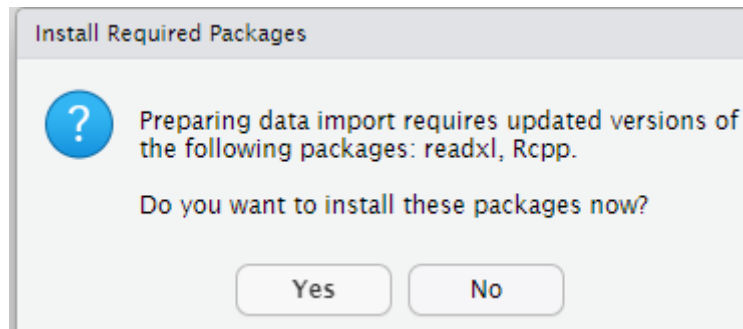 Install Required Packages
?
Preparing data import requires updated versions of
the following packages: readxl, Rcpp.
Do you want to install these packages now?
Yes
No